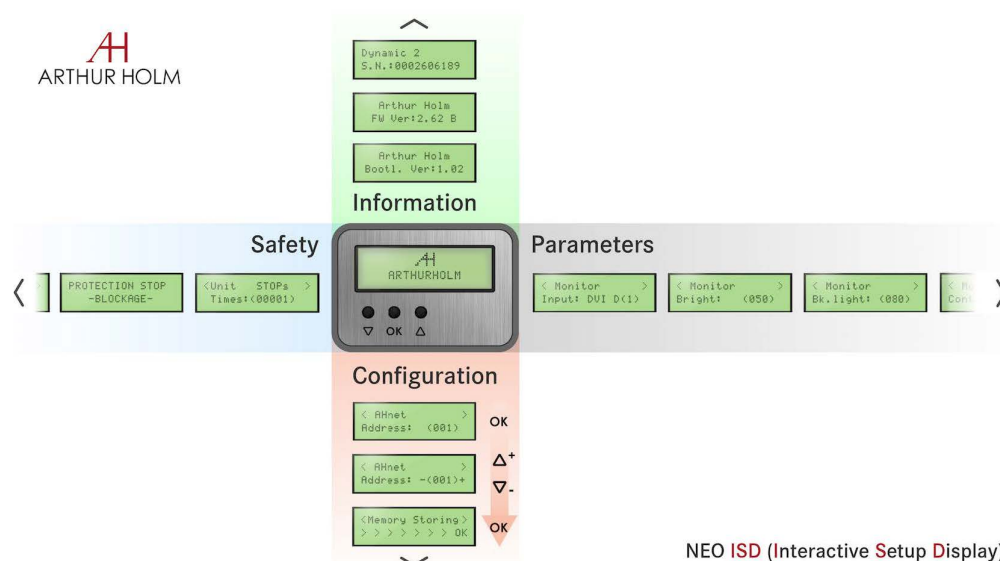 AH
ARTHUR HOLM
Dynamic 2
S.N.:0002606189
Arthur Holm
FW Ver:2.62 B
Arthur Holm
Bootl. Ver:1.02
Information
Safety
PROTECTION STOP
-BLOCKAGE-
<Unit STOPs >
Times:(00001)
AH
ARTHURHOLM
▽ OK △
Parameters
< Monitor >
Input: DVI D(1)
< Monitor >
Bright: (050)
< Monitor >
Bk.light: (080)
Configuration
< AHnet >
Address: (001)
OK
< AHnet >
Address: -(001)+
△+
▽-
<Memory Storing>
> > > > > > > OK
OK
NEO ISD (Interactive Setup Display)